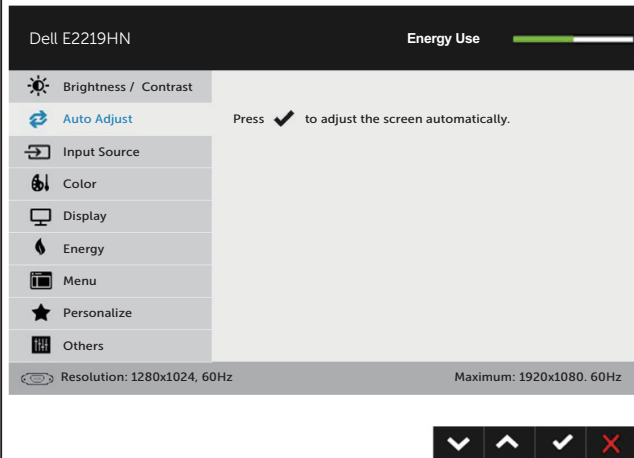 Dell E2219HN
Energy Use
Brightness / Contrast
Auto Adjust
Press ✔ to adjust the screen automatically.
Input Source
Color
Display
Energy
Menu
Personalize
Others
Resolution: 1280x1024, 60Hz
Maximum: 1920x1080. 60Hz